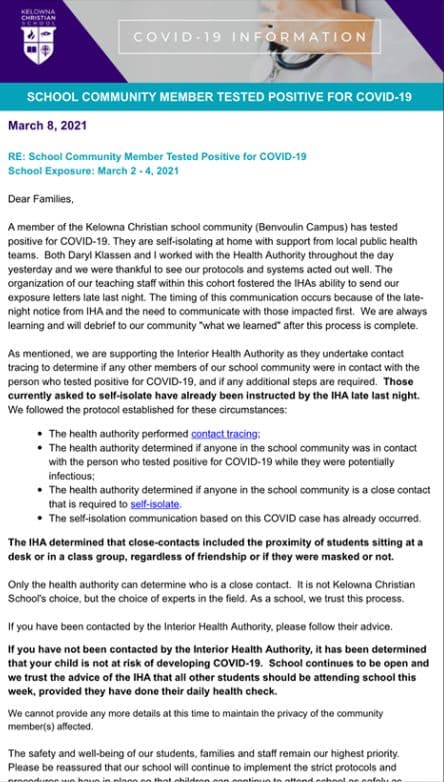 KELOWNA
CHRISTIAN
SCHOOL
COVID-19 INFORMATION
SCHOOL COMMUNITY MEMBER TESTED POSITIVE FOR COVID-19
March 8, 2021
RE: School Community Member Tested Positive for COVID-19
School Exposure: March 2 - 4, 2021
Dear Families,
A member of the Kelowna Christian school community (Benvoulin Campus) has tested
positive for COVID-19. They are self-isolating at home with support from local public health
teams.  Both Daryl Klassen and I worked with the Health Authority throughout the day
yesterday and we were thankful to see our protocols and systems acted out well. The
organization of our teaching staff within this cohort fostered the IHAs ability to send our
exposure letters late last night. The timing of this communication occurs because of the late-
night notice from IHA and the need to communicate with those impacted first.  We are always
learning and will debrief to our community "what we learned" after this process is complete.
As mentioned, we are supporting the Interior Health Authority as they undertake contact
tracing to determine if any other members of our school community were in contact with the
person who tested positive for COVID-19, and if any additional steps are required.  Those
currently asked to self-isolate have already been instructed by the IHA late last night.
We followed the protocol established for these circumstances:
• The health authority performed contact tracing;
• The health authority determined if anyone in the school community was in contact
with the person who tested positive for COVID-19 while they were potentially
infectious;
• The health authority determined if anyone in the school community is a close contact
that is required to self-isolate.
• The self-isolation communication based on this COVID case has already occurred.
The IHA determined that close-contacts included the proximity of students sitting at a
desk or in a class group, regardless of friendship or if they were masked or not.
Only the health authority can determine who is a close contact.  It is not Kelowna Christian
School's choice, but the choice of experts in the field. As a school, we trust this process.
If you have been contacted by the Interior Health Authority, please follow their advice.
If you have not been contacted by the Interior Health Authority, it has been determined
that your child is not at risk of developing COVID-19.  School continues to be open and
we trust the advice of the IHA that all other students should be attending school this
week, provided they have done their daily health check.
We cannot provide any more details at this time to maintain the privacy of the community
member(s) affected.
The safety and well-being of our students, families and staff remain our highest priority.
Please be reassured that our school will continue to implement the strict protocols and
procedures we have in place so that children can continue to attend school as safely as